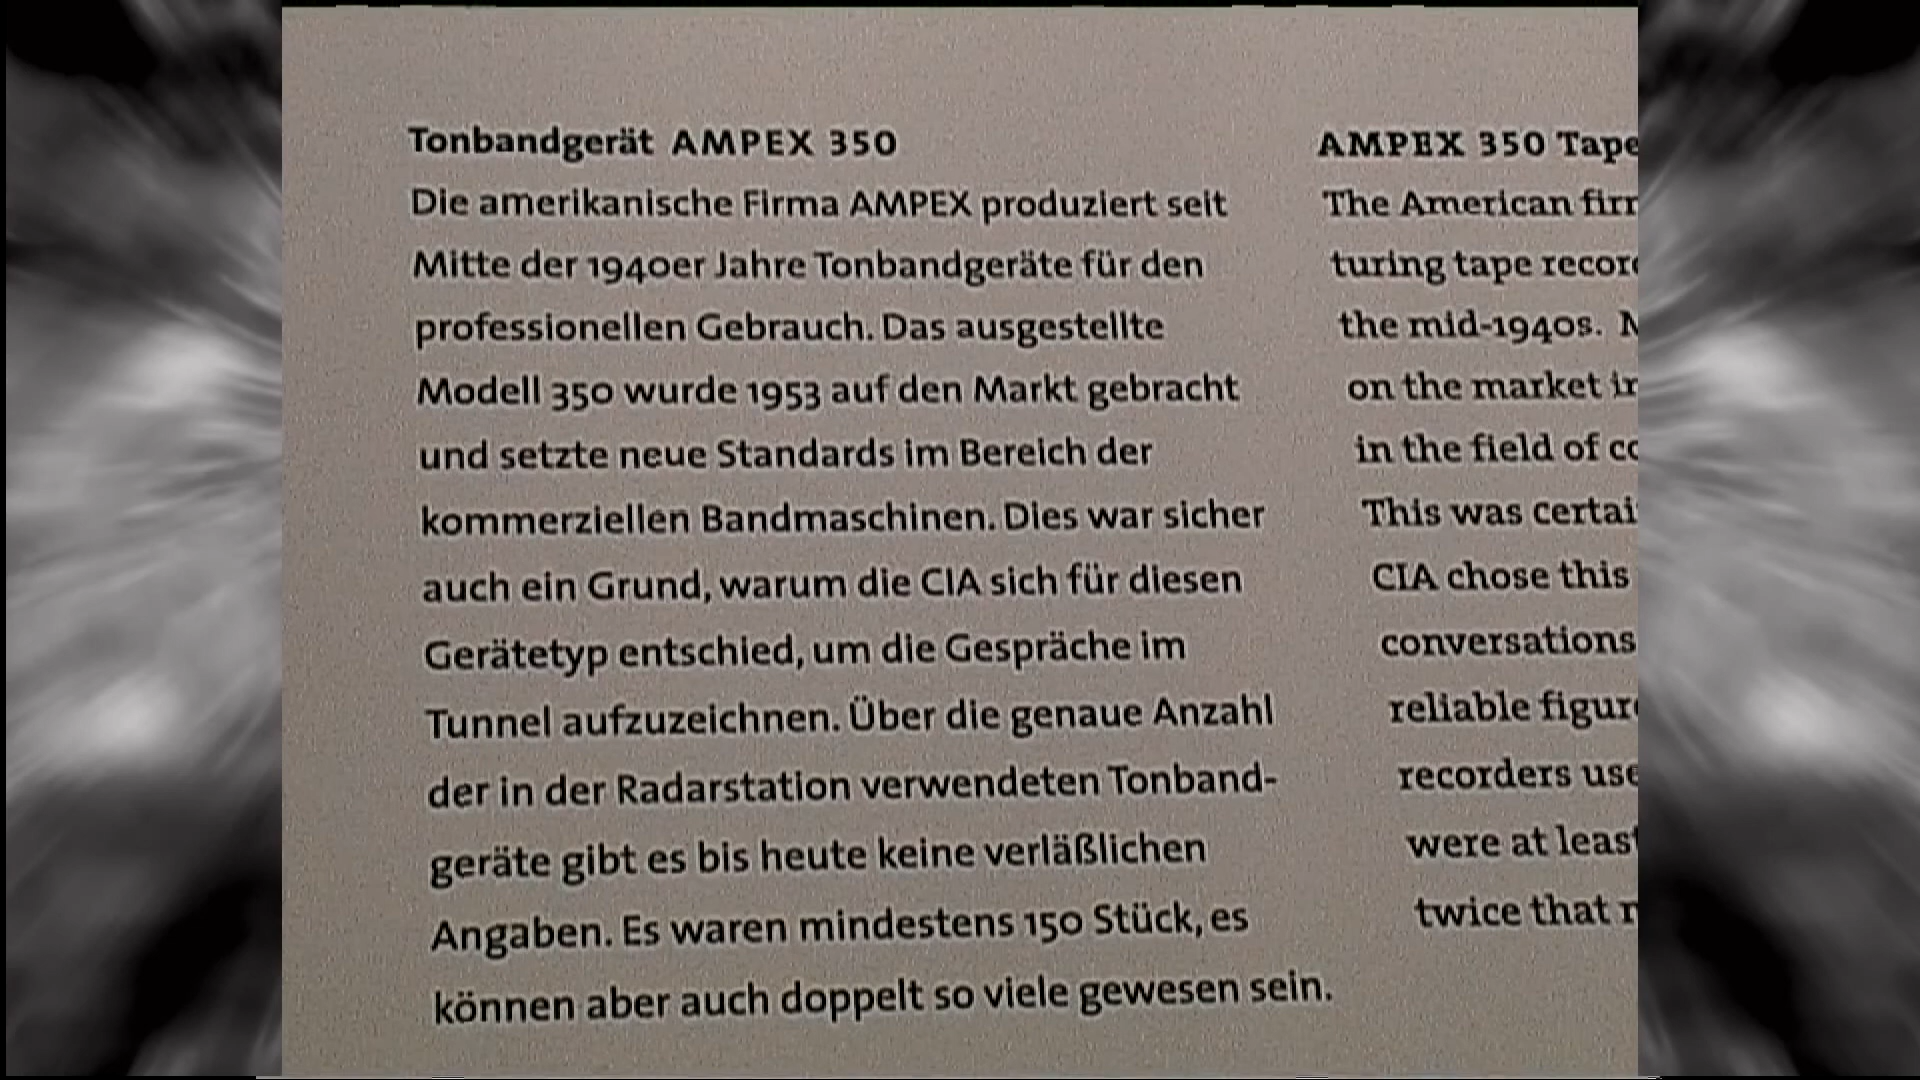 Tonbandgerät AMPEX 350
Die amerikanische Firma AMPEX produziert seit
Mitte der 1940er Jahre Tonbandgeräte für den
professionellen Gebrauch. Das ausgestellte
Modell 350 wurde 1953 auf den Markt gebracht
und setzte neue Standards im Bereich der
kommerziellen Bandmaschinen. Dies war sicher
auch ein Grund, warum die CIA sich für diesen
Gerätetyp entschied, um die Gespräche im
Tunnel aufzuzeichnen. Über die genaue Anzahl
der in der Radarstation verwendeten Tonband-
geräte gibt es bis heute keine verläßlichen
Angaben. Es waren mindestens 150 Stück, es
können aber auch doppelt so viele gewesen sein.
AMPEX 350 Tape
The American
turing tape
the mid-1940s.
on the market
in the field of
This was
CIA chose this
conversations
reliable
recorders
were at least
twice that